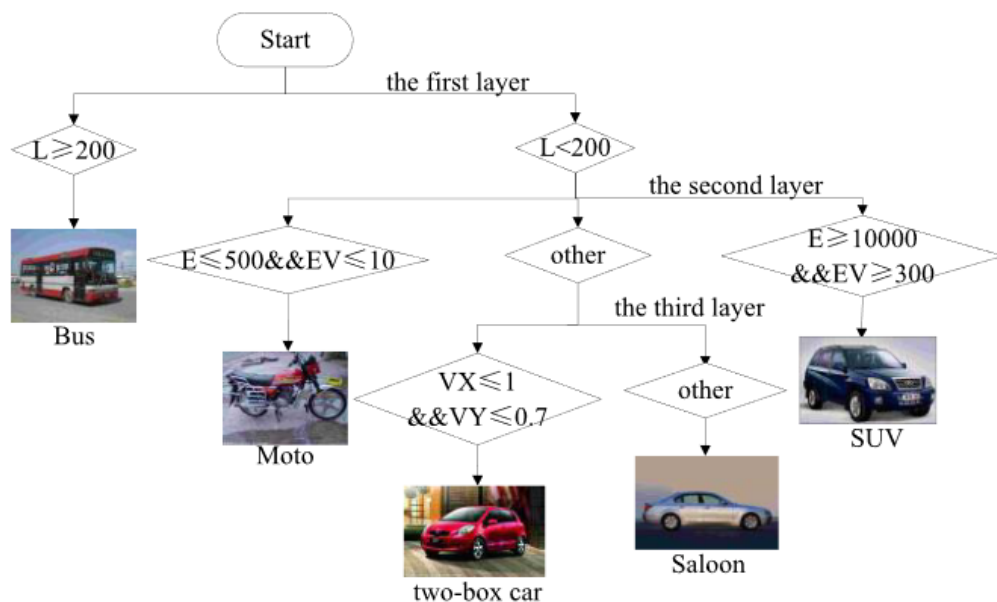 Start
the first layer
L≥200
L<200
the second layer
E≤500&&EV≤10
other
E≥10000
&&EV≥300
Bus
the third layer
VX≤1
&&VY≤0.7
other
Moto
SUV
two-box car
Saloon